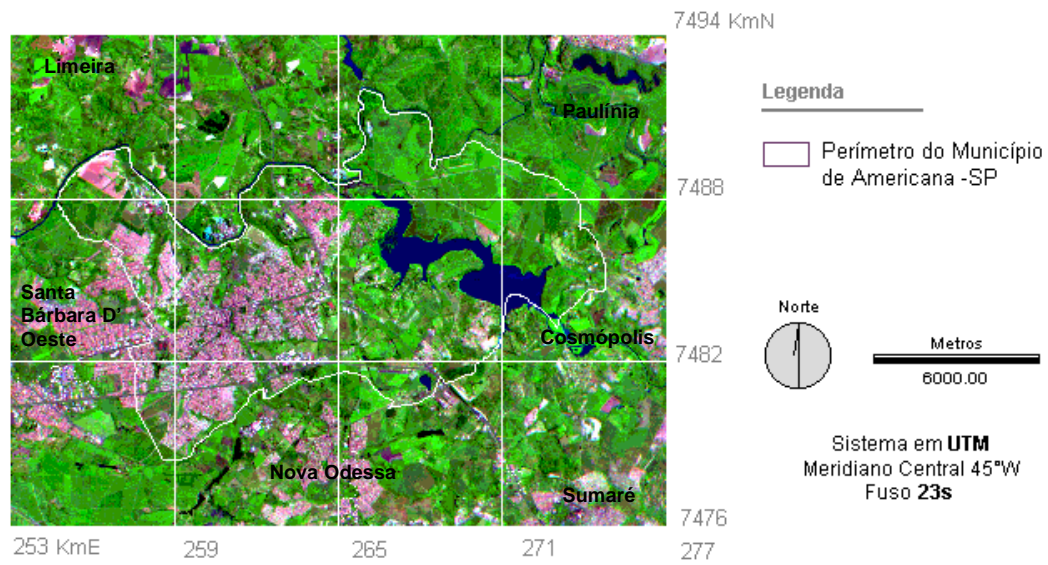 7494 KmN
Limeira
Paulínia
Legenda
Perímetro do Município
de Americana -SP
7488
Santa
Bárbara D'
Oeste
Cosmópolis
Norte
Metros
6000.00
7482
Nova Odessa
Sumaré
Sistema em UTM
Meridiano Central 45°W
Fuso 23s
7476
253 KmE
259
265
271
277